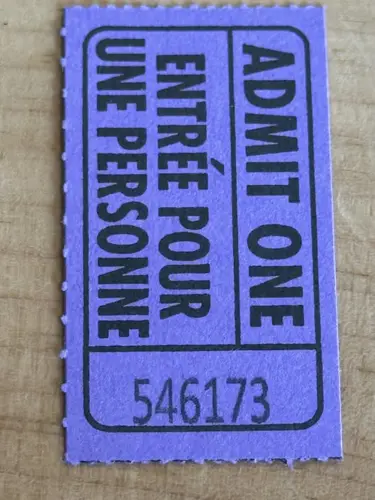 ADMIT ONE
ENTRÉE POUR
UNE PERSONNE
546173